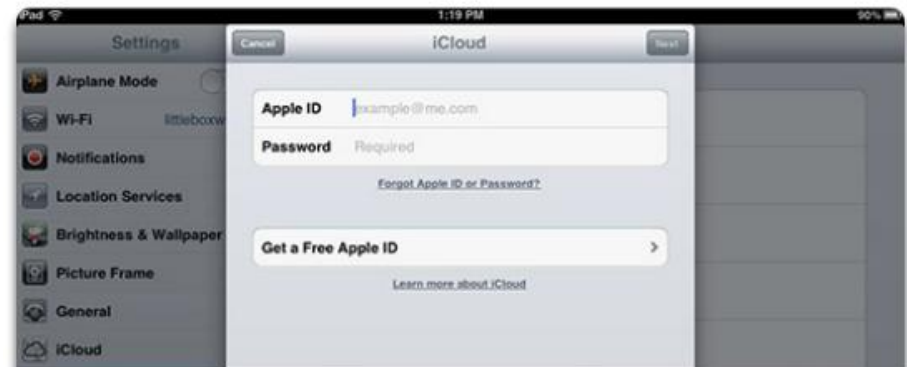 iPad 1:19 PM 90%
Settings Cancel iCloud Next
Airplane Mode
Wi-Fi littleboxw
Notifications
Location Services
Brightness & Wallpaper
Picture Frame
General
iCloud
Apple ID example@me.com
Password Required
Forgot Apple ID or Password?
Get a Free Apple ID
Learn more about iCloud